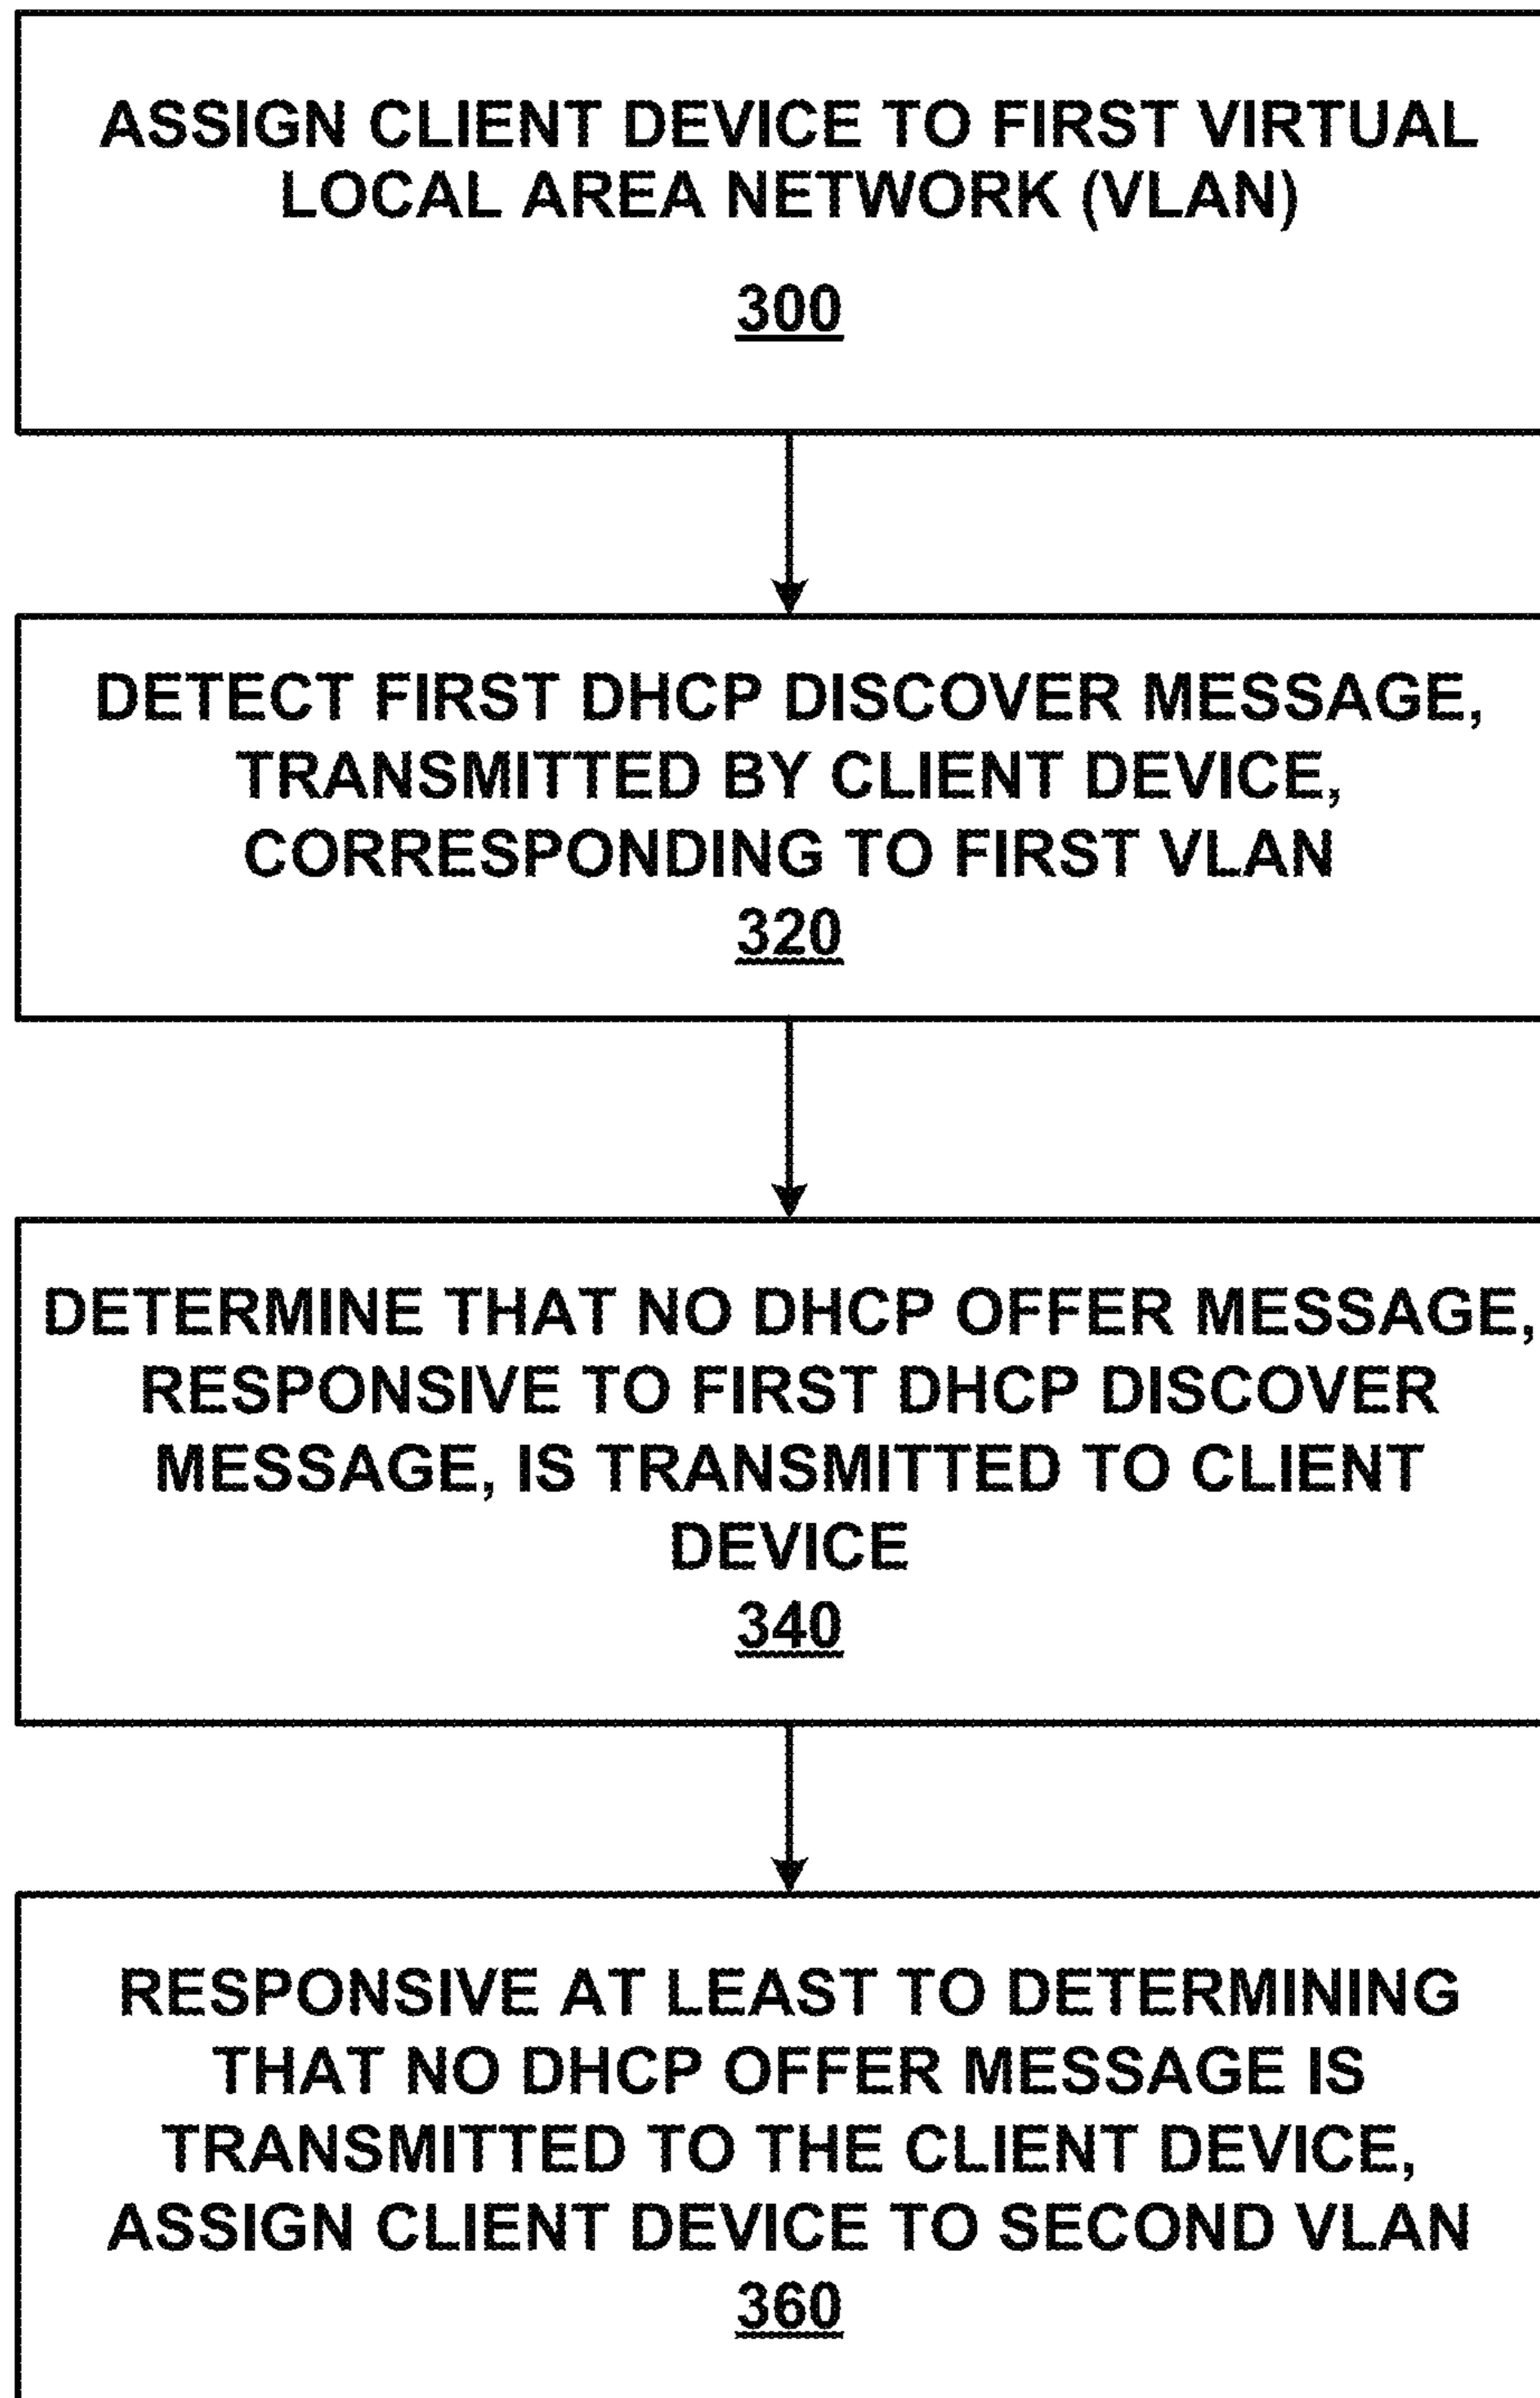 ASSIGN CLIENT DEVICE TO FIRST VIRTUAL
LOCAL AREA NETWORK (VLAN)
300
DETECT FIRST DHCP DISCOVER MESSAGE,
TRANSMITTED BY CLIENT DEVICE,
CORRESPONDING TO FIRST VLAN
320
DETERMINE THAT NO DHCP OFFER MESSAGE,
RESPONSIVE TO FIRST DHCP DISCOVER
MESSAGE, IS TRANSMITTED TO CLIENT
DEVICE
340
RESPONSIVE AT LEAST TO DETERMINING
THAT NO DHCP OFFER MESSAGE IS
TRANSMITTED TO THE CLIENT DEVICE,
ASSIGN CLIENT DEVICE TO SECOND VLAN
360